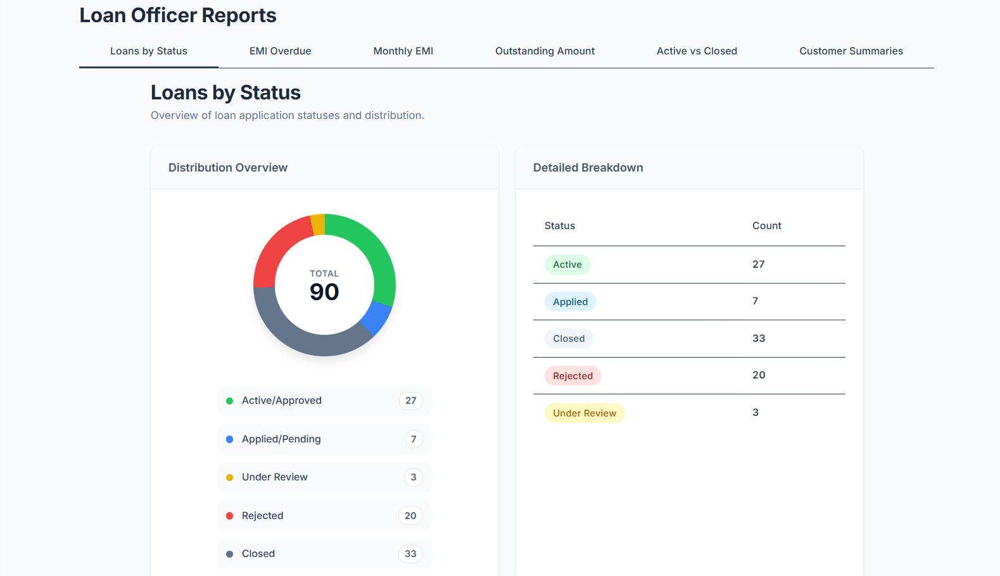 Loan Officer Reports
Loans by Status EMI Overdue Monthly EMI Outstanding Amount Active vs Closed Customer Summaries
Loans by Status
Overview of loan application statuses and distribution.
Distribution Overview
TOTAL
90
Active/Approved 27
Applied/Pending 7
Under Review 3
Rejected 20
Closed 33
Detailed Breakdown
Status Count
Active 27
Applied 7
Closed 33
Rejected 20
Under Review 3